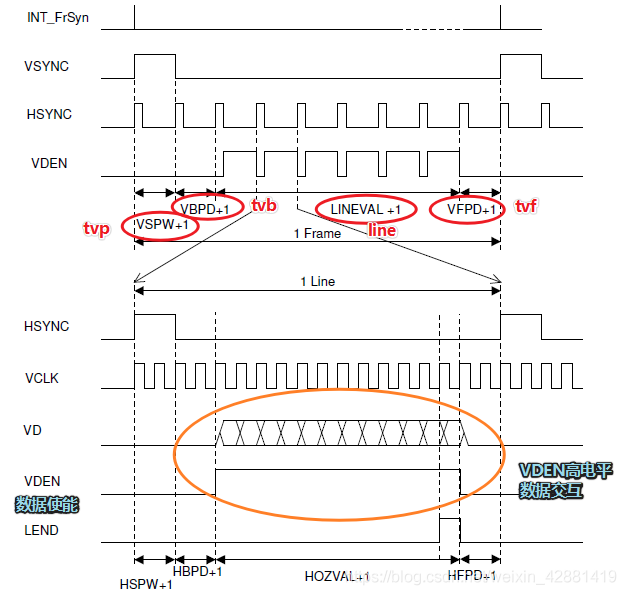 INT_FrSyn
VSYNC
HSYNC
VDEN
VBPD+1
tvb
LINEVAL +1
VFPD+1
tvf
tvp
VSPW+1
line
1 Frame
1 Line
HSYNC
VCLK
VD
VDEN
VDEN高电平
数据使能
数据交互
LEND
HBPD+1
HOZVAL+1
HFPD+1
HSPW+1
https://blog.csdn.net/weixin_42881419